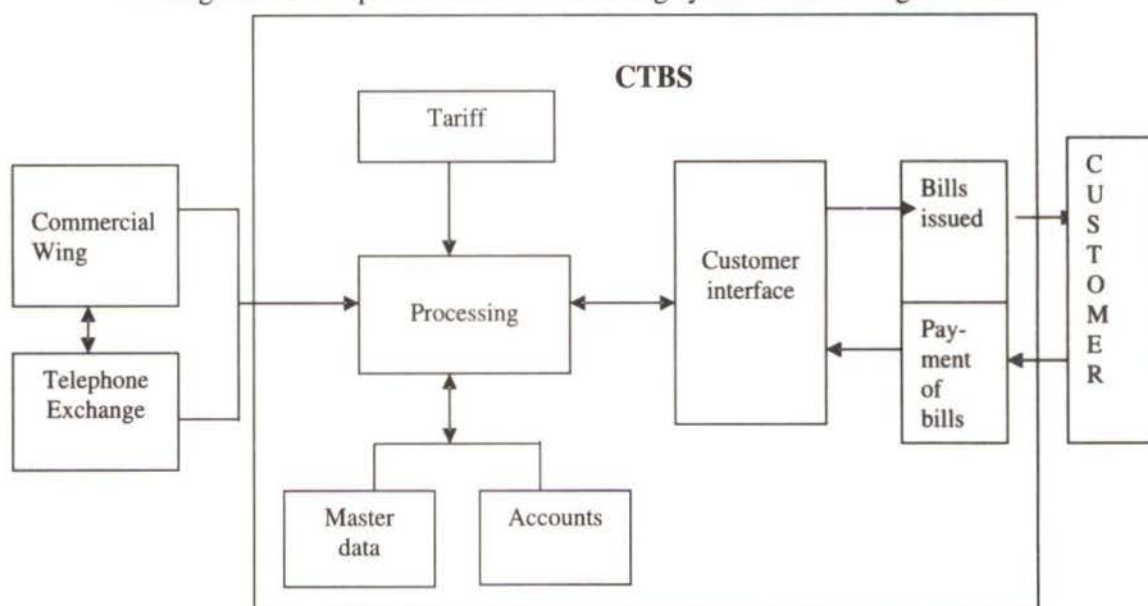 CTBS
Tariff
Commercial
Wing
Telephone
Exchange
Processing
Master
data
Accounts
Customer
interface
Bills
issued
Pay-
ment
of
bills
C
U
S
T
O
M
E
R